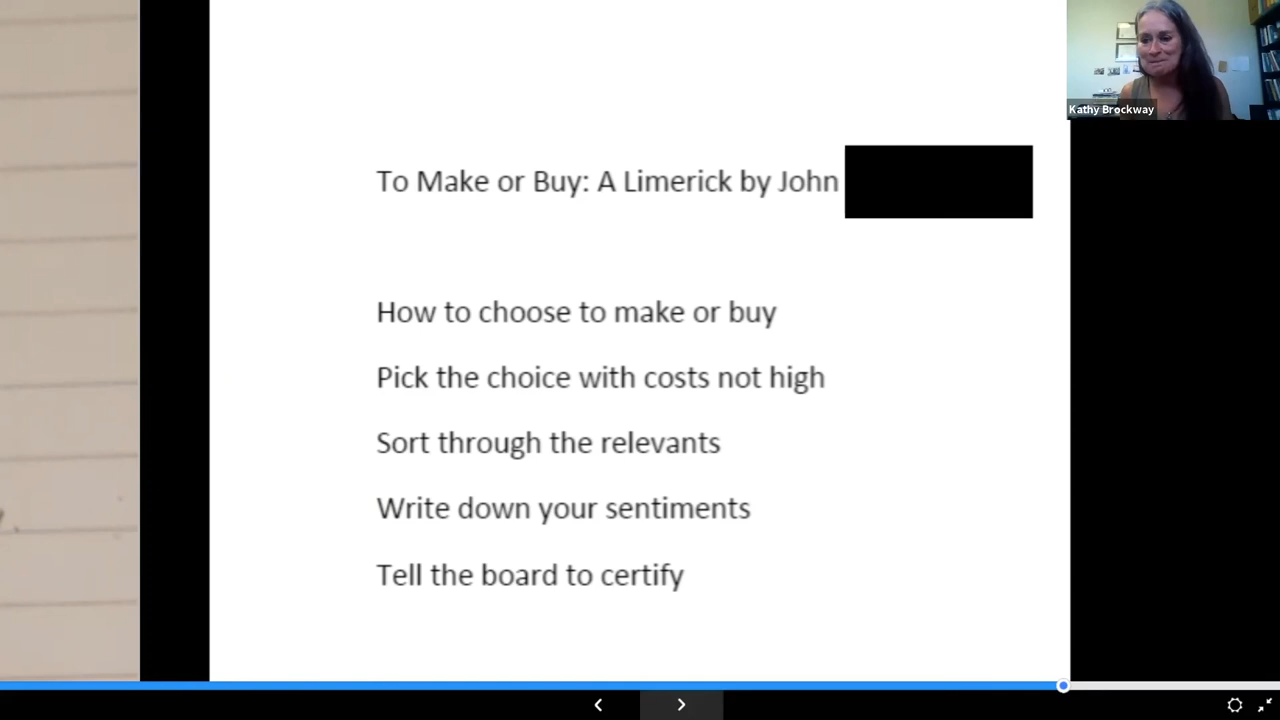 Kathy Brockway
To Make or Buy: A Limerick by John
How to choose to make or buy
Pick the choice with costs not high
Sort through the relevants
Write down your sentiments
Tell the board to certify